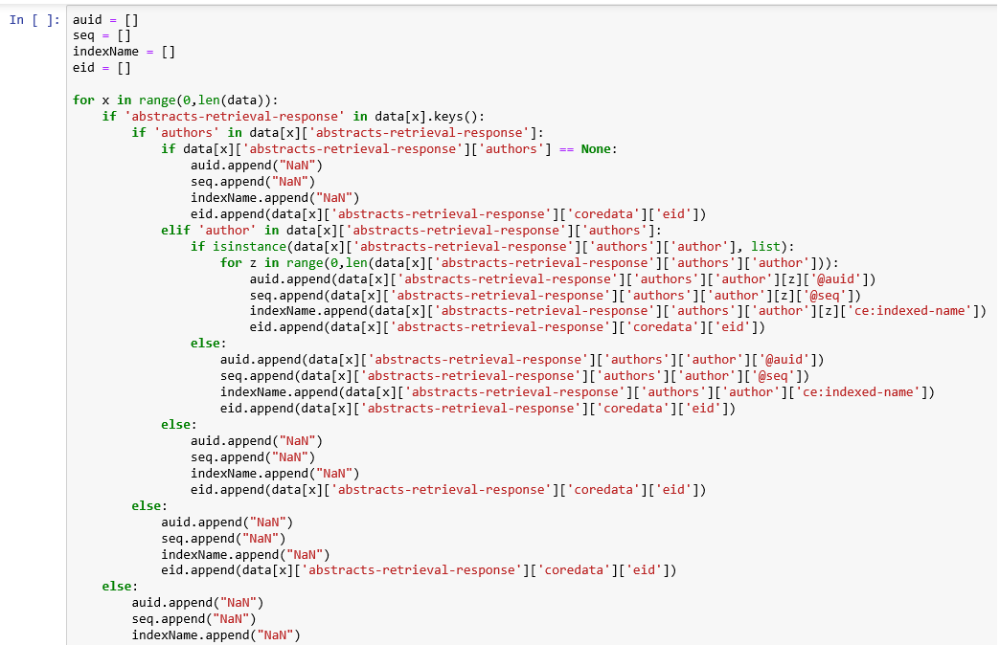 In [ ]: auid = []
seq = []
indexName = []
eid = []
for x in range(0,len(data)):
    if 'abstracts-retrieval-response' in data[x].keys():
        if 'authors' in data[x]['abstracts-retrieval-response']:
            if data[x]['abstracts-retrieval-response']['authors'] == None:
                auid.append("NaN")
                seq.append("NaN")
                indexName.append("NaN")
                eid.append(data[x]['abstracts-retrieval-response']['coredata']['eid'])
            elif 'author' in data[x]['abstracts-retrieval-response']['authors']:
                if isinstance(data[x]['abstracts-retrieval-response']['authors']['author'], list):
                    for z in range(0,len(data[x]['abstracts-retrieval-response']['authors']['author'])):
                        auid.append(data[x]['abstracts-retrieval-response']['authors']['author'][z]['@auid'])
                        seq.append(data[x]['abstracts-retrieval-response']['authors']['author'][z]['@seq'])
                        indexName.append(data[x]['abstracts-retrieval-response']['authors']['author'][z]['ce:indexed-name'])
                        eid.append(data[x]['abstracts-retrieval-response']['coredata']['eid'])
                else:
                    auid.append(data[x]['abstracts-retrieval-response']['authors']['author']['@auid'])
                    seq.append(data[x]['abstracts-retrieval-response']['authors']['author']['@seq'])
                    indexName.append(data[x]['abstracts-retrieval-response']['authors']['author']['ce:indexed-name'])
                    eid.append(data[x]['abstracts-retrieval-response']['coredata']['eid'])
            else:
                auid.append("NaN")
                seq.append("NaN")
                indexName.append("NaN")
                eid.append(data[x]['abstracts-retrieval-response']['coredata']['eid'])
        else:
            auid.append("NaN")
            seq.append("NaN")
            indexName.append("NaN")
            eid.append(data[x]['abstracts-retrieval-response']['coredata']['eid'])
    else:
        auid.append("NaN")
        seq.append("NaN")
        indexName.append("NaN")